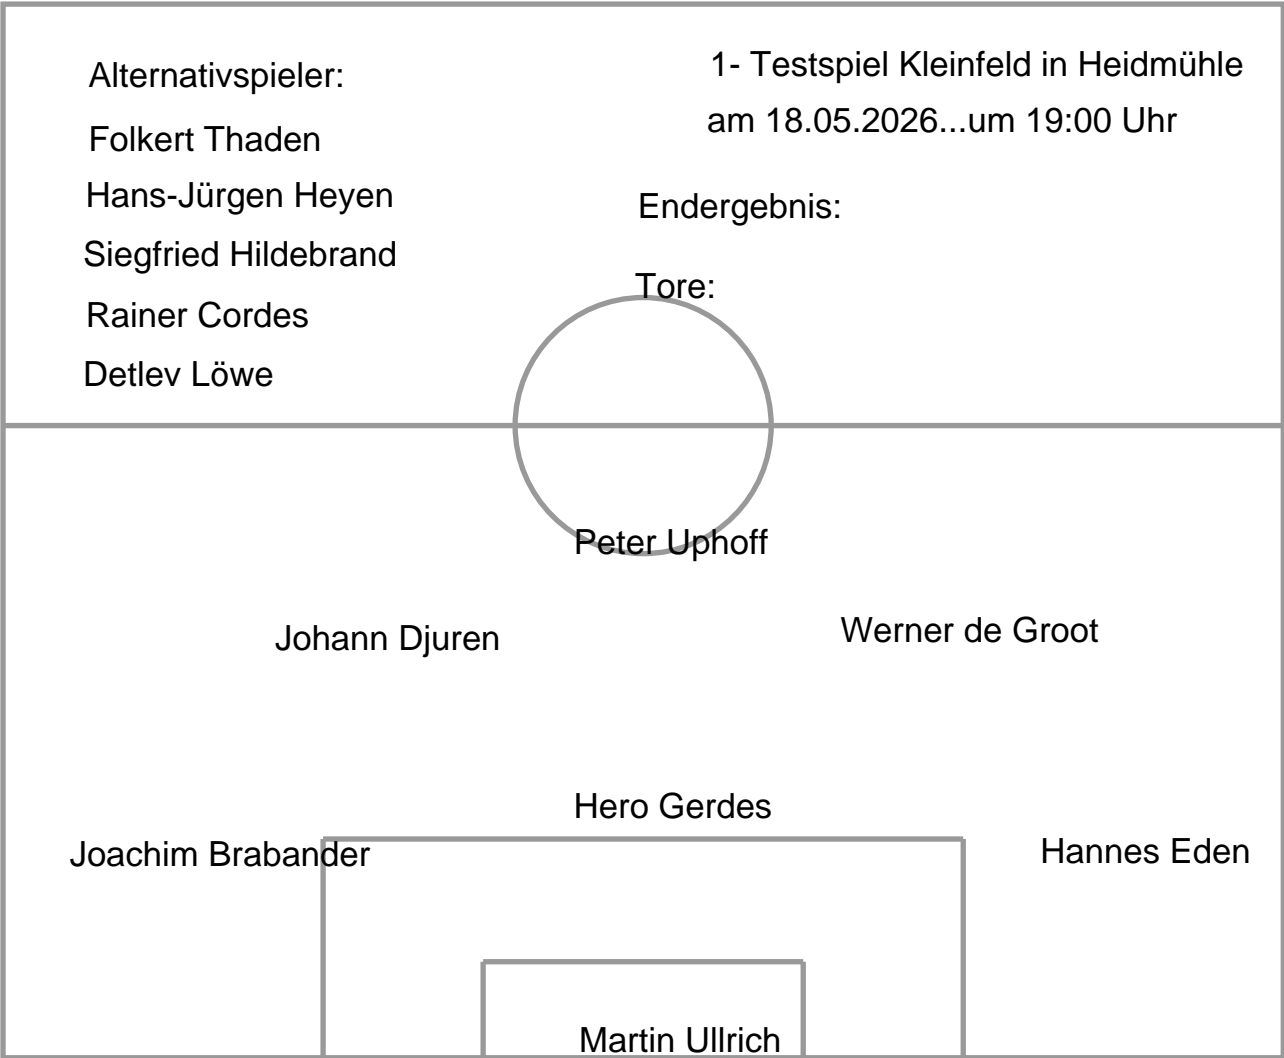 Alternativspieler:
Folkert Thaden
Hans-Jürgen Heyen
Siegfried Hildebrand
Rainer Cordes
Detlev Löwe
1- Testspiel Kleinfeld in Heidmühle
am 18.05.2026...um 19:00 Uhr
Endergebnis:
Tore:
Peter Uphoff
Johann Djuren
Werner de Groot
Hero Gerdes
Joachim Brabander
Hannes Eden
Martin Ullrich